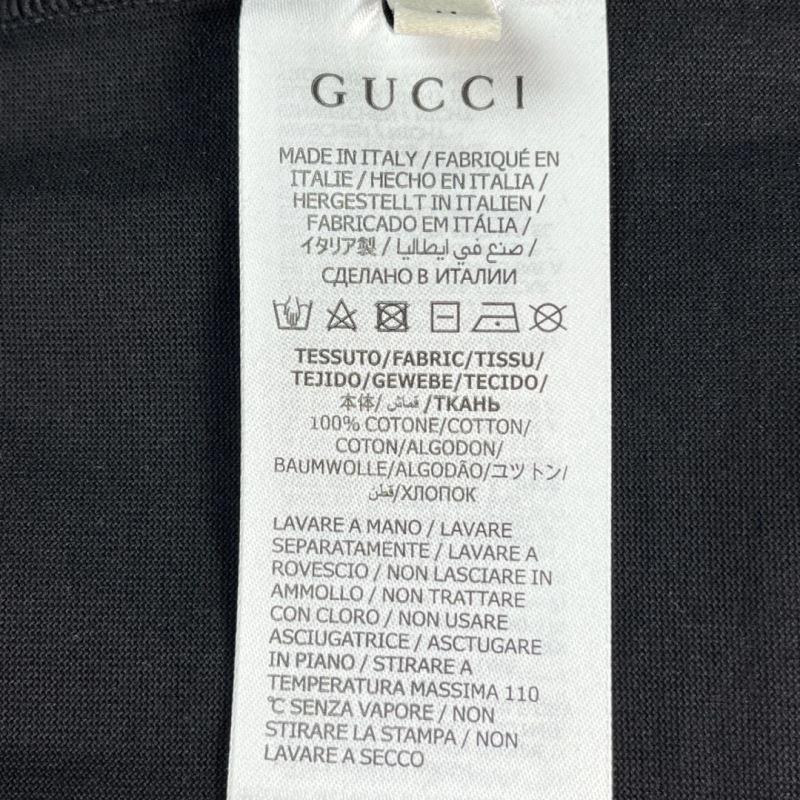 GUCCI
MADE IN ITALY / FABRIQUÉ EN
ITALIE / HECHO EN ITALIA /
HERGESTELLT IN ITALIEN /
FABRICADO EM ITÁLIA /
イタリア製 / صنع في ايطاليا /
СДЕЛАНО В ИТАЛИИ
TESSUTO/FABRIC/TISSU/
TEJIDO/GEWEBE/TECIDO/
本体/ قماش /ТКАНЬ
100% COTONE/COTTON/
COTON/ALGODON/
BAUMWOLLE/ALGODÃO/ユツトン/
قطن/ХЛОПОК
LAVARE A MANO / LAVARE
SEPARATAMENTE / LAVARE A
ROVESCIO / NON LASCIARE IN
AMMOLLO / NON TRATTARE
CON CLORO / NON USARE
ASCIUGATRICE / ASCTUGARE
IN PIANO / STIRARE A
TEMPERATURA MASSIMA 110
℃ SENZA VAPORE / NON
STIRARE LA STAMPA / NON
LAVARE A SECCO